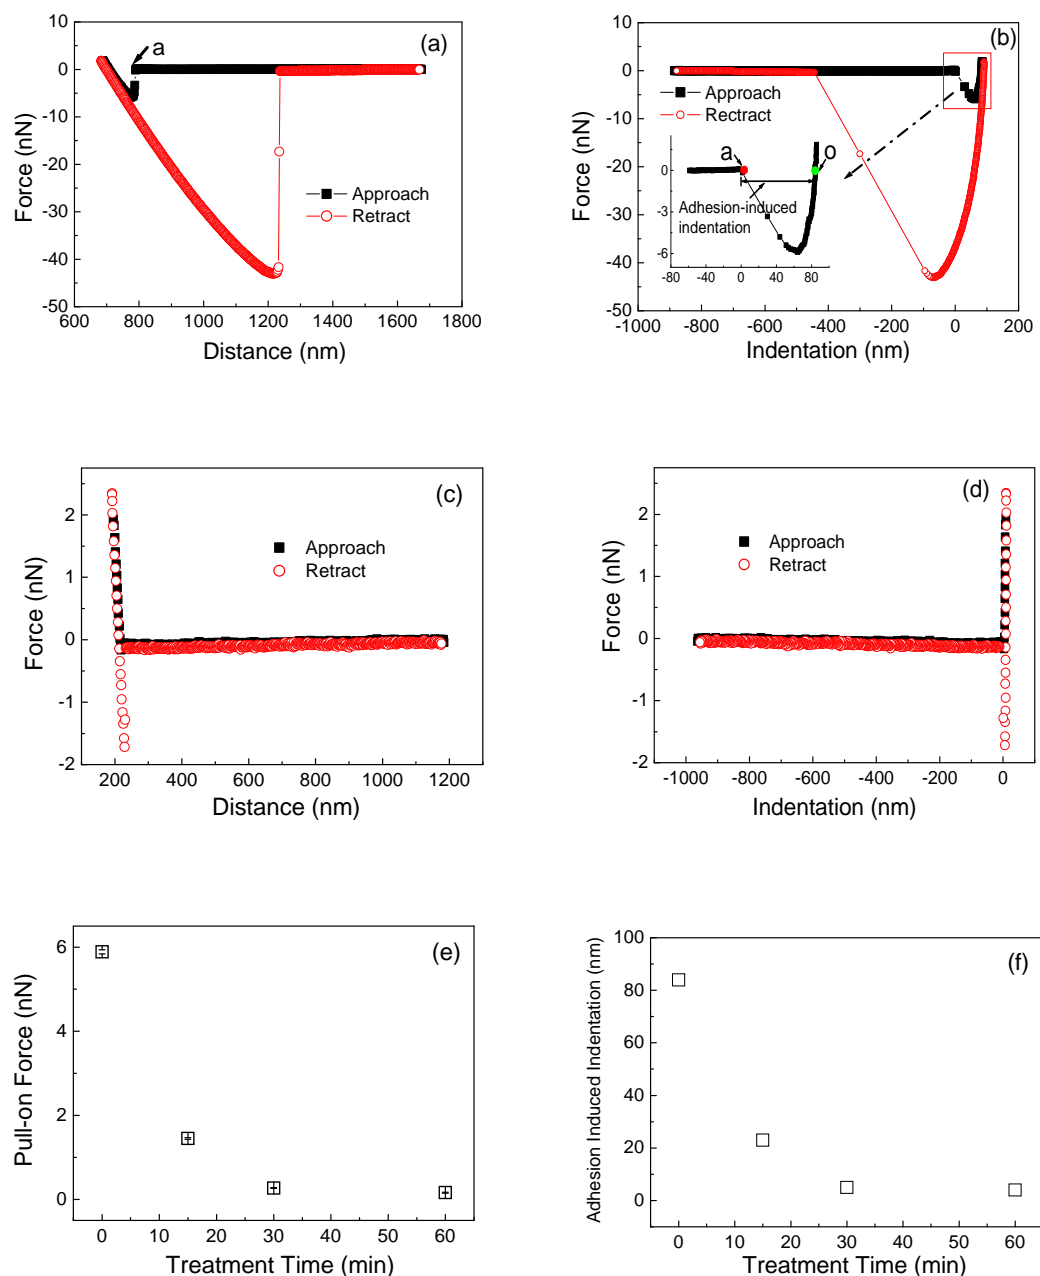 10
0
-10
-20
-30
-40
-50
Force (nN)
a
(a)
Approach
Retract
600 800 1000 1200 1400 1600 1800
Distance (nm)
10
0
-10
-20
-30
-40
-50
Force (nN)
(b)
Approach
Rectract
a
o
0
-3
-6
Adhesion-induced
indentation
-80 -40 0 40 80
-1000 -800 -600 -400 -200 0 200
Indentation (nm)
2
1
0
-1
-2
Force (nN)
(c)
Approach
Retract
200 400 600 800 1000 1200
Distance (nm)
2
1
0
-1
-2
Force (nN)
(d)
Approach
Retract
-1000 -800 -600 -400 -200 0
Indentation (nm)
6
4
2
0
Pull-on Force (nN)
(e)
0 10 20 30 40 50 60
Treatment Time (min)
100
80
60
40
20
0
Adhesion Induced Indentation (nm)
(f)
0 10 20 30 40 50 60
Treatment Time (min)